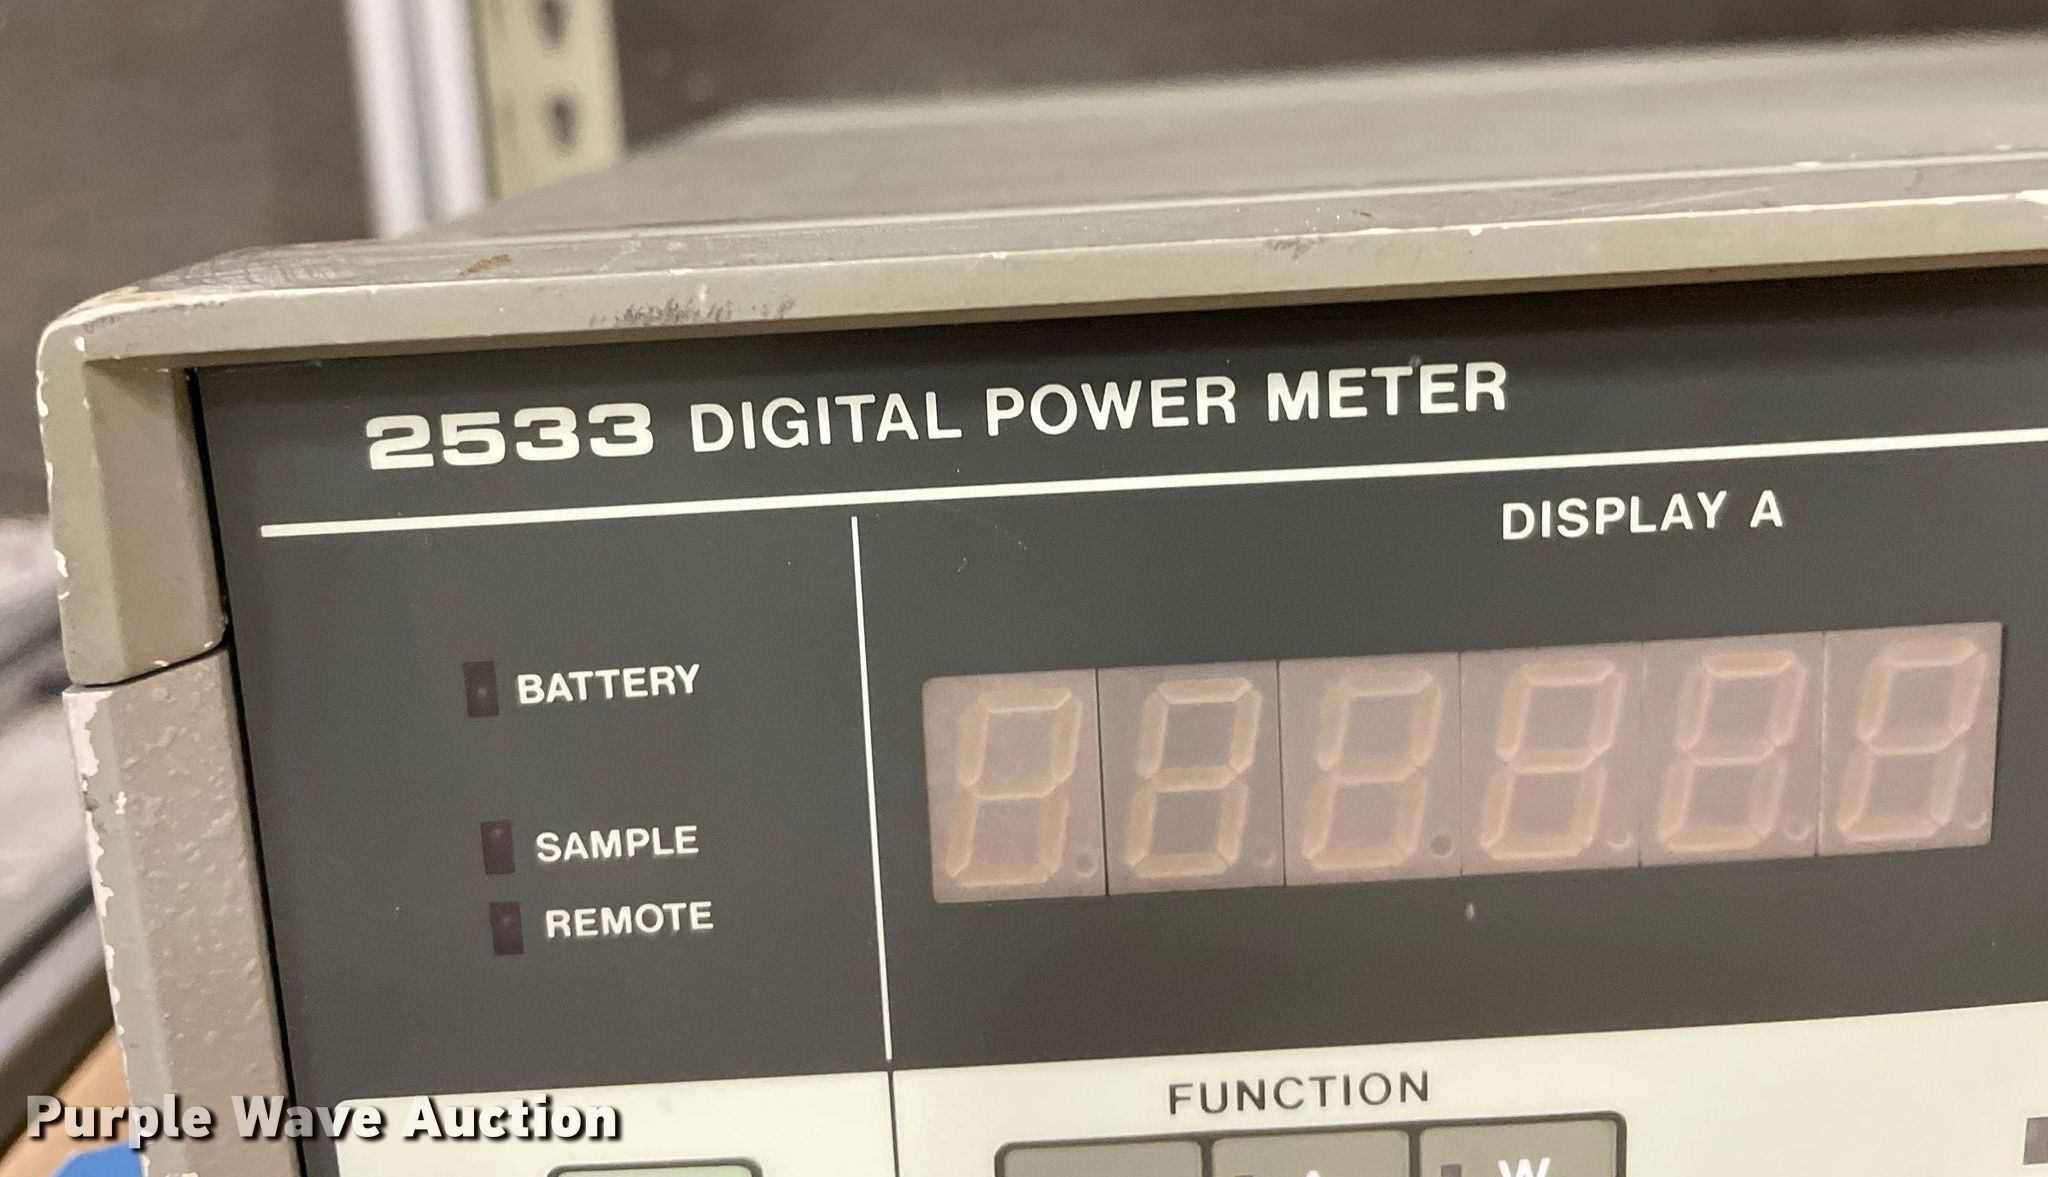 2533 DIGITAL POWER METER
DISPLAY A
BATTERY
SAMPLE
REMOTE
FUNCTION
W
Purple Wave Auction